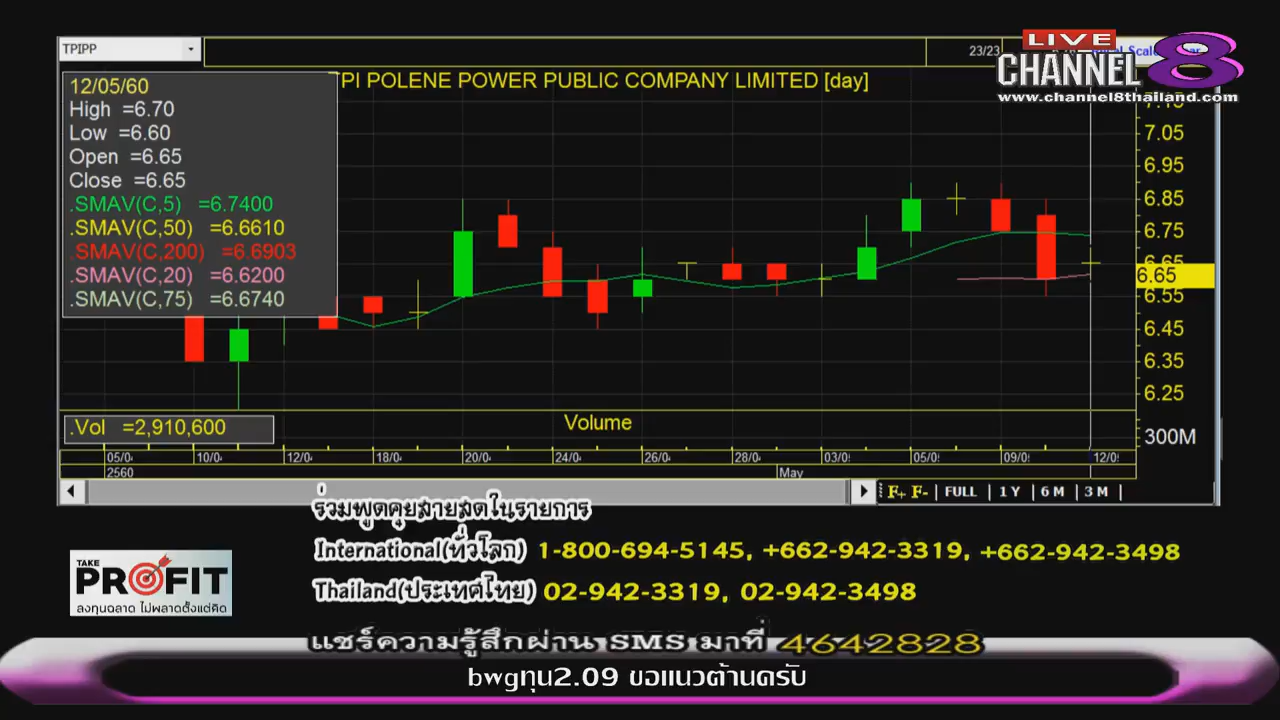 TPIPP
23/23
LIVE
CHANNEL 8
www.channel8thailand.com
TPI POLENE POWER PUBLIC COMPANY LIMITED [day]
12/05/60
High =6.70
Low =6.60
Open =6.65
Close =6.65
.SMAV(C,5) =6.7400
.SMAV(C,50) =6.6610
.SMAV(C,200) =6.6903
.SMAV(C,20) =6.6200
.SMAV(C,75) =6.6740
7.15
7.05
6.95
6.85
6.75
6.65
6.65
6.55
6.45
6.35
6.25
.Vol =2,910,600
Volume
300M
05/0 10/0 12/0 18/0 20/0 24/0 26/0 28/0 03/0 05/0 09/0 12/0
2560 May
F+ F- | FULL | 1 Y | 6 M | 3 M |
ร่วมพูดคุยสายสดในรายการ
International(ทั่วโลก) 1-800-694-5145, +662-942-3319, +662-942-3498
Thailand(ประเทศไทย) 02-942-3319, 02-942-3498
TAKE
PROFIT
ลงทุนฉลาด ไม่พลาดตั้งแต่คิด
แชร์ความรู้สึกผ่าน SMS มาที่ 4642828
bwgทุน2.09 ขอแนวต้านครับ